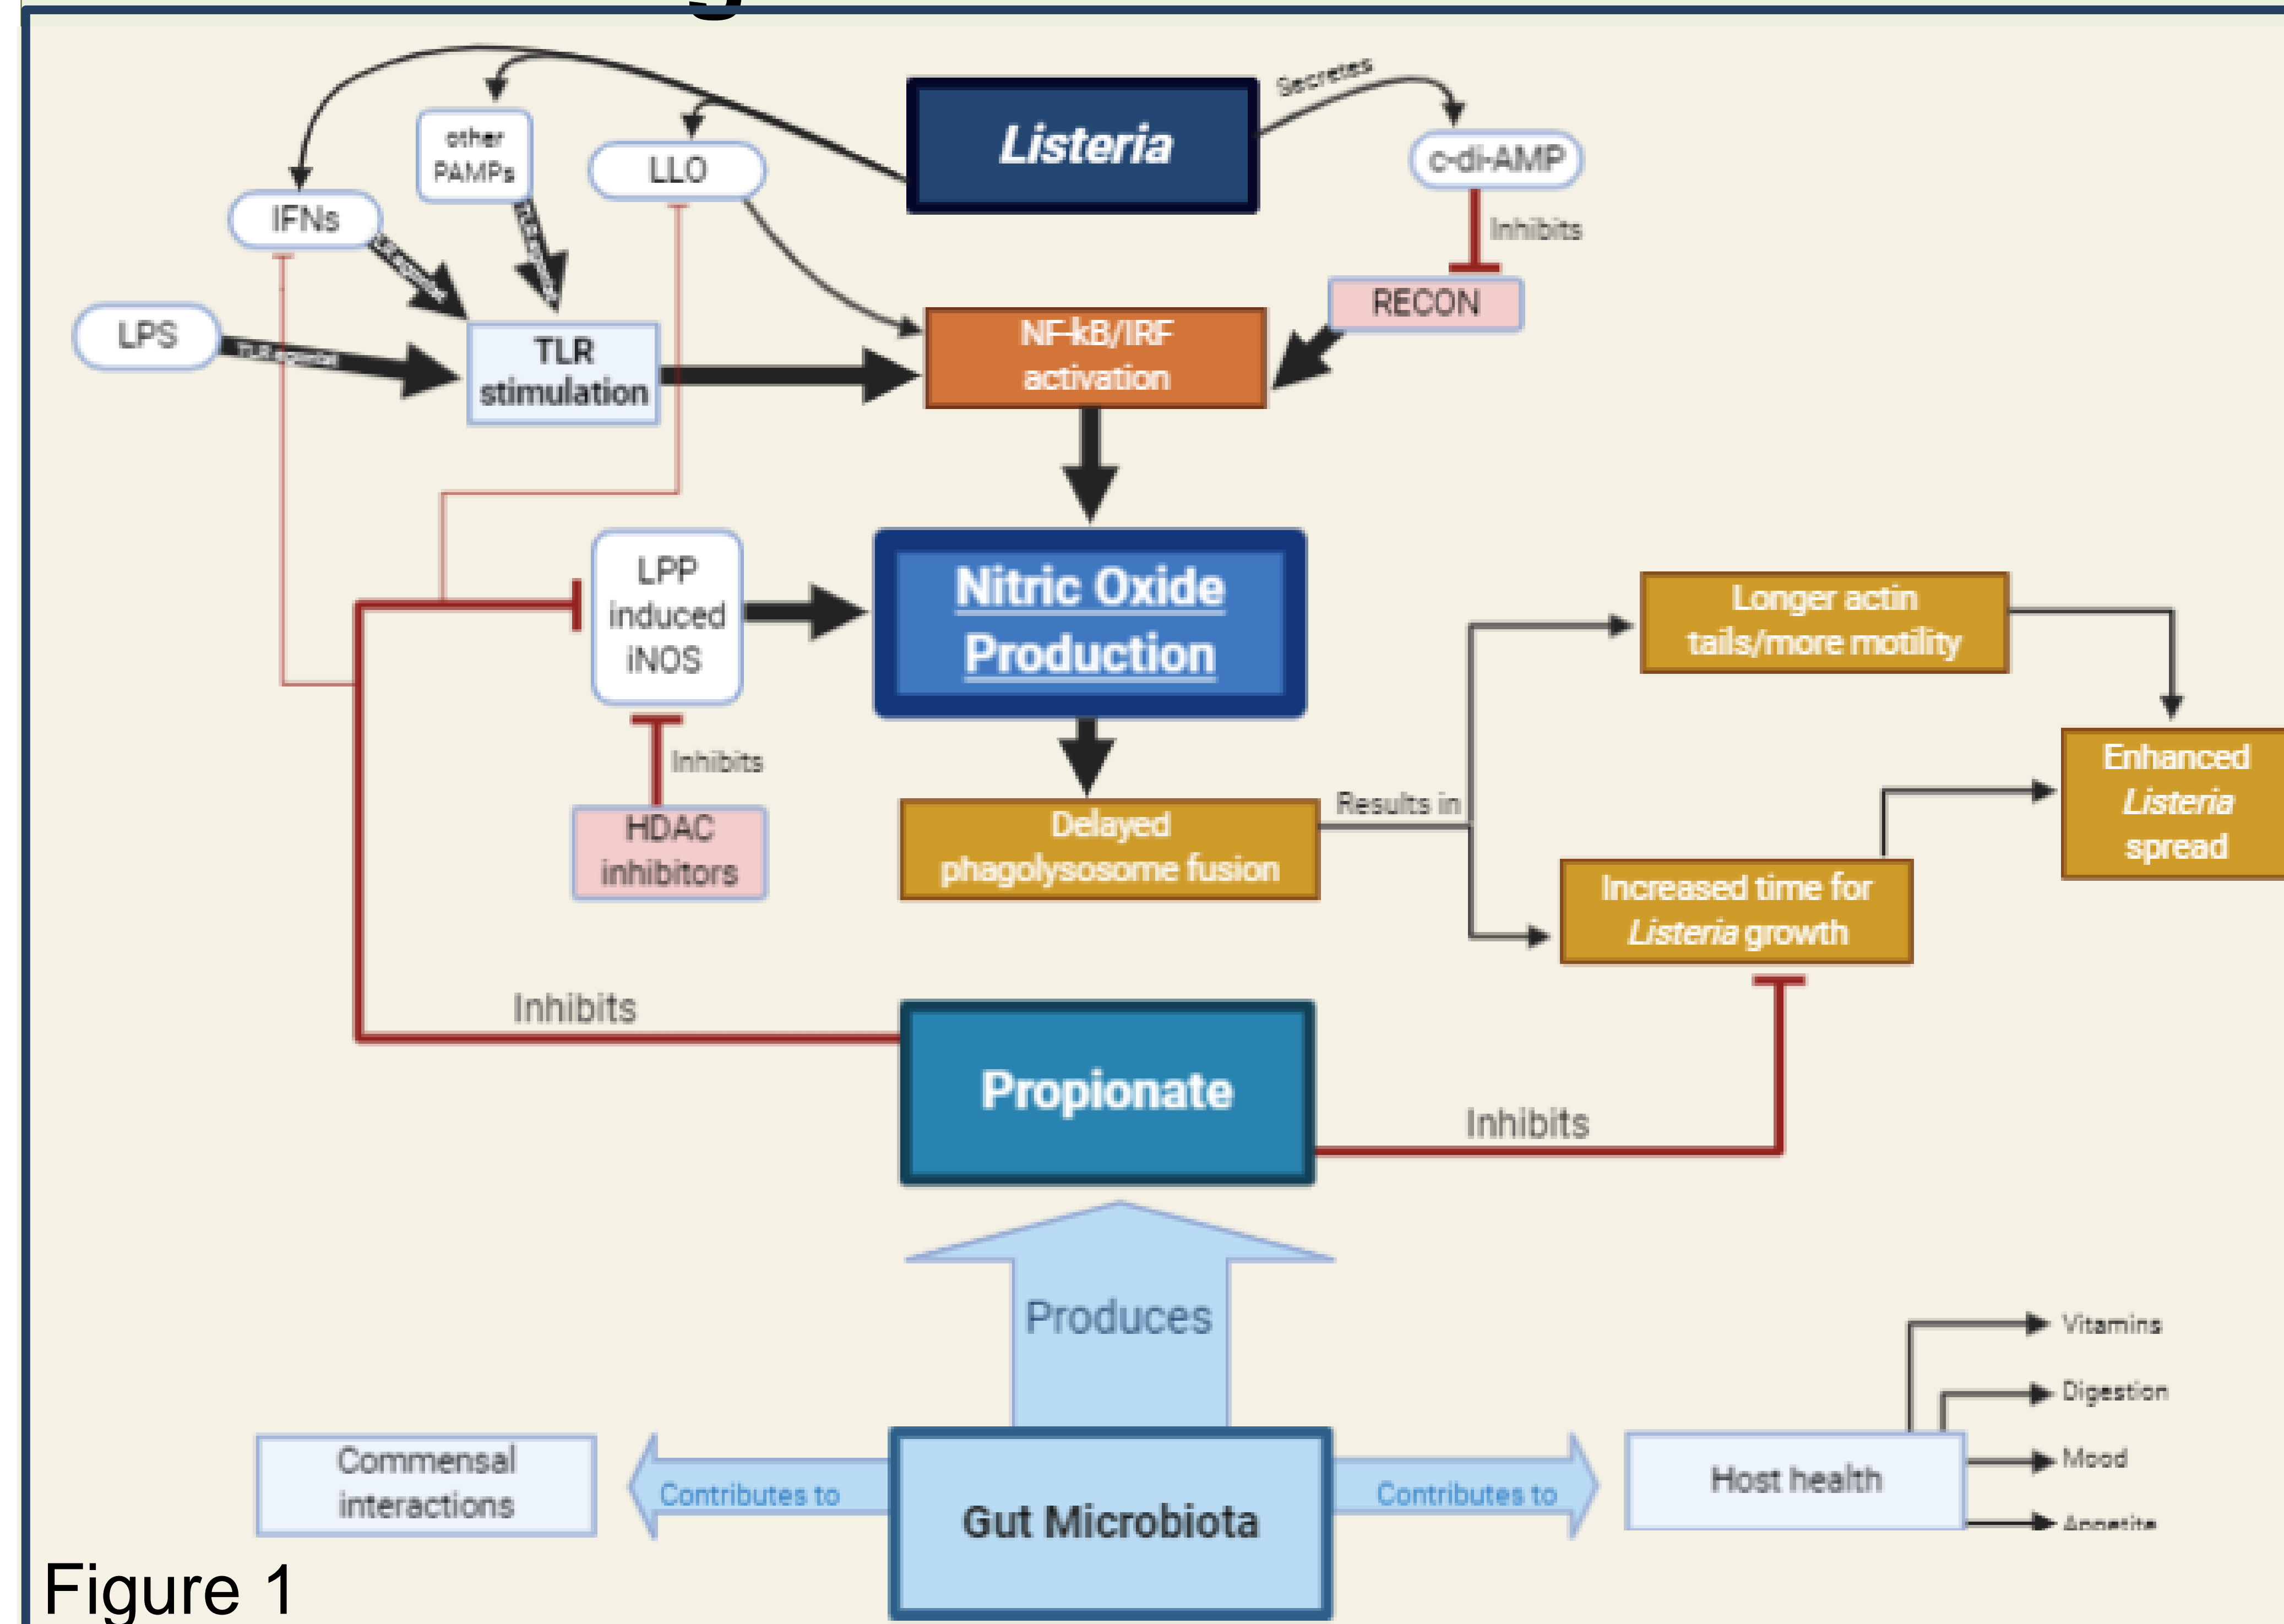 Secretes
Listeria
other
PAMPs
LLO
c-di-AMP
IFNs
Inhibits
LPS
TLR
stimulation
NF-kB/IRF
activation
RECON
LPP
induced
iNOS
Nitric Oxide
Production
Longer actin
tails/more motility
Inhibits
Enhanced
Listeria
spread
HDAC
inhibitors
Delayed
phagolysosome fusion
Results in
Increased time for
Listeria growth
Inhibits
Propionate
Inhibits
Produces
Vitamins
Digestion
Mood
Appetite
Commensal
interactions
Contributes to
Gut Microbiota
Contributes to
Host health
Figure 1